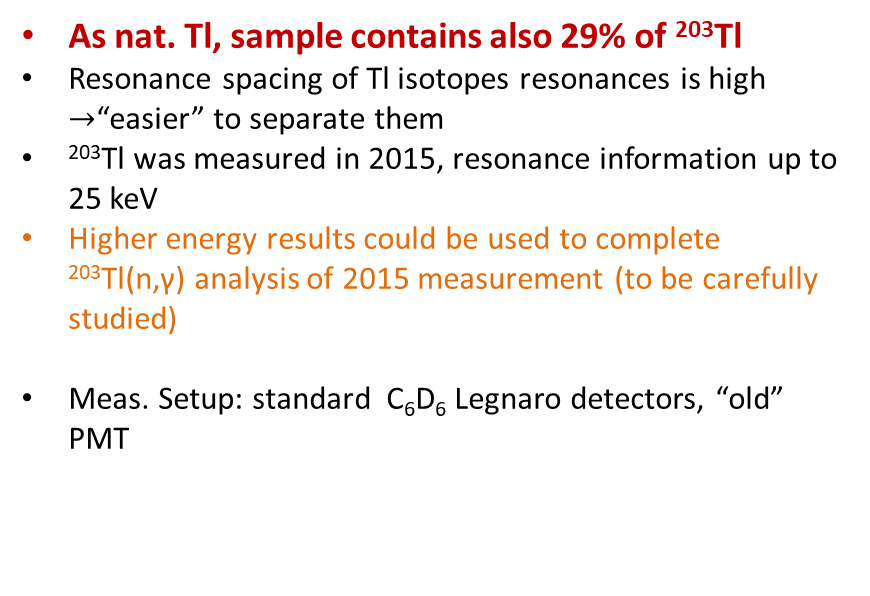 • As nat. Tl, sample contains also 29% of ²⁰³Tl
• Resonance spacing of Tl isotopes resonances is high
→“easier” to separate them
• ²⁰³Tl was measured in 2015, resonance information up to
25 keV
• Higher energy results could be used to complete
²⁰³Tl(n,γ) analysis of 2015 measurement (to be carefully
studied)
• Meas. Setup: standard C₆D₆ Legnaro detectors, “old”
PMT